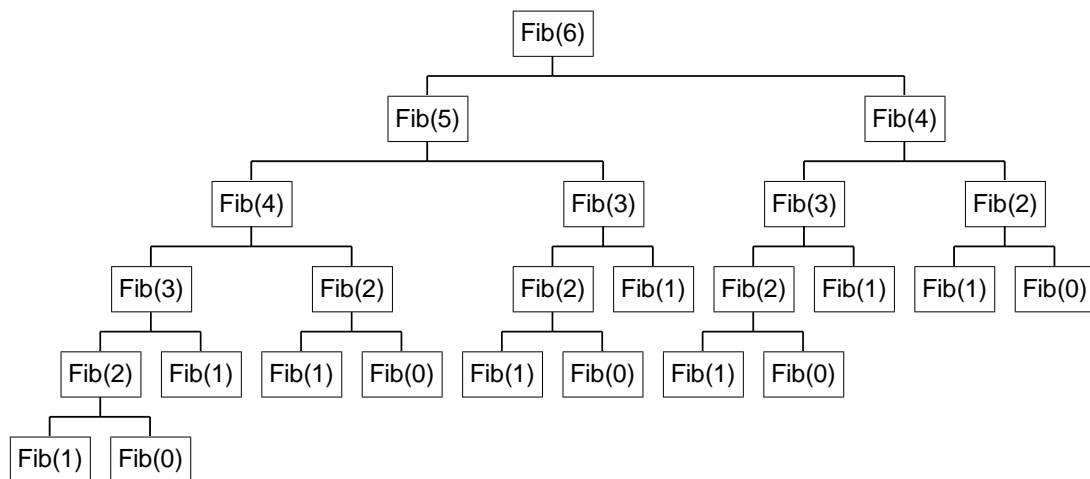 Fib(6)
Fib(5) Fib(4)
Fib(4) Fib(3) Fib(3) Fib(2)
Fib(3) Fib(2) Fib(2) Fib(1) Fib(2) Fib(1) Fib(1) Fib(0)
Fib(2) Fib(1) Fib(1) Fib(0) Fib(1) Fib(0) Fib(1) Fib(0)
Fib(1) Fib(0)